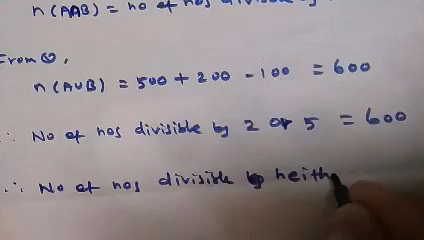 n(A∩B) = no of nos divisible by
From ②,
n(A∪B) = 500 + 200 - 100 = 600
∴ No of nos divisible by 2 or 5 = 600
∴ No of nos divisible by neith